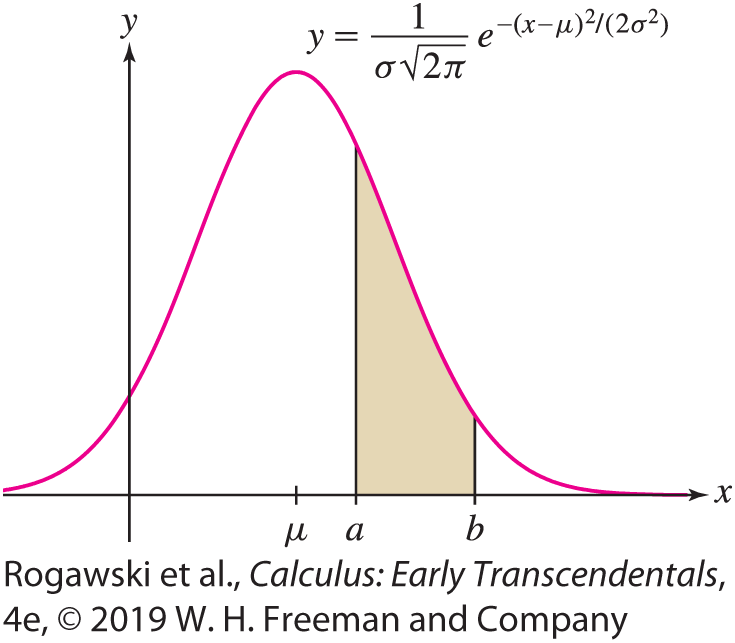 y
y = 1/(σ√2π) e^−(x−μ)²/(2σ²)
x
μ a b
Rogawski et al., Calculus: Early Transcendentals,
4e, © 2019 W. H. Freeman and Company